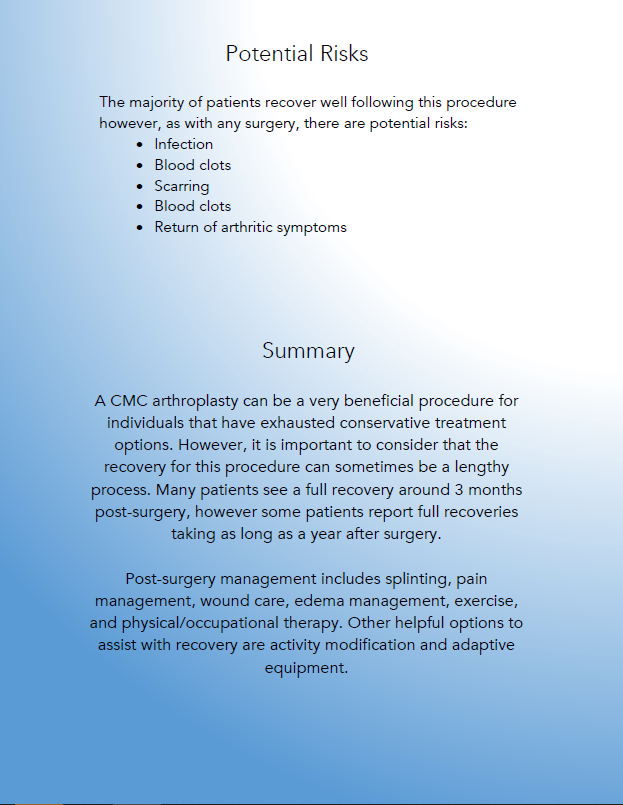 Potential Risks
The majority of patients recover well following this procedure
however, as with any surgery, there are potential risks:
• Infection
• Blood clots
• Scarring
• Blood clots
• Return of arthritic symptoms
Summary
A CMC arthroplasty can be a very beneficial procedure for
individuals that have exhausted conservative treatment
options. However, it is important to consider that the
recovery for this procedure can sometimes be a lengthy
process. Many patients see a full recovery around 3 months
post-surgery, however some patients report full recoveries
taking as long as a year after surgery.
Post-surgery management includes splinting, pain
management, wound care, edema management, exercise,
and physical/occupational therapy. Other helpful options to
assist with recovery are activity modification and adaptive
equipment.